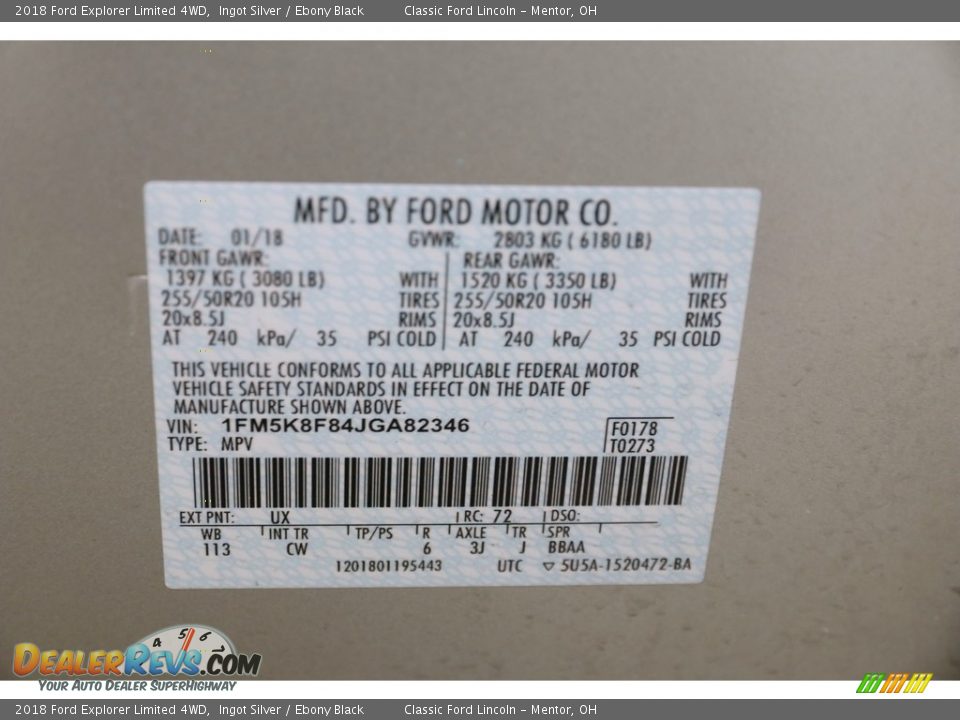 2018 Ford Explorer Limited 4WD, Ingot Silver / Ebony Black Classic Ford Lincoln – Mentor, OH
MFD. BY FORD MOTOR CO.
DATE: 01/18 GVWR: 2803 KG ( 6180 LB)
FRONT GAWR: REAR GAWR:
1397 KG ( 3080 LB) WITH 1520 KG ( 3350 LB) WITH
255/50R20 105H TIRES 255/50R20 105H TIRES
20x8.5J RIMS 20x8.5J RIMS
AT 240 kPa/ 35 PSI COLD AT 240 kPa/ 35 PSI COLD
THIS VEHICLE CONFORMS TO ALL APPLICABLE FEDERAL MOTOR
VEHICLE SAFETY STANDARDS IN EFFECT ON THE DATE OF
MANUFACTURE SHOWN ABOVE.
VIN: 1FM5K8F84JGA82346 F0178
TYPE: MPV T0273
EXT PNT: UX RC: 72 DSO:
WB INT TR TP/PS R AXLE TR SPR
113 CW 6 3J J BBAA
1201801195443 UTC ▽ 5U5A-1520472-BA
4 5 6
DEALERREVS.COM
YOUR AUTO DEALER SUPERHIGHWAY
2018 Ford Explorer Limited 4WD, Ingot Silver / Ebony Black Classic Ford Lincoln – Mentor, OH